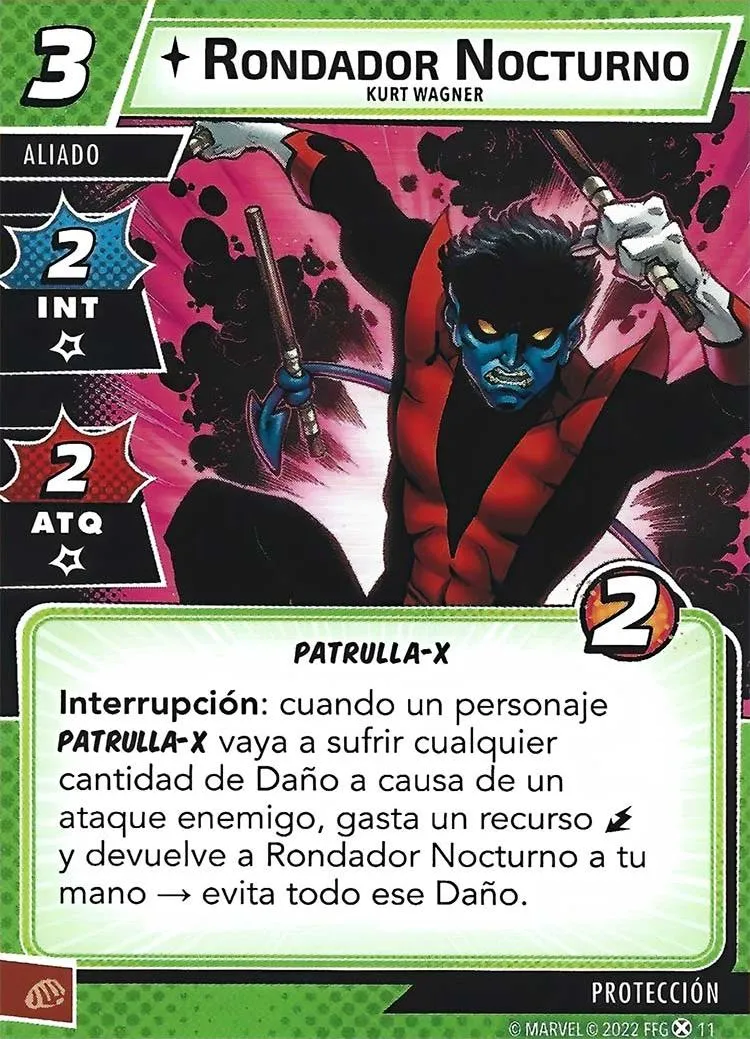 3
RONDADOR NOCTURNO
KURT WAGNER
ALIADO
2
INT
2
ATQ
2
PATRULLA-X
Interrupción: cuando un personaje
PATRULLA-X vaya a sufrir cualquier
cantidad de Daño a causa de un
ataque enemigo, gasta un recurso
y devuelve a Rondador Nocturno a tu
mano → evita todo ese Daño.
PROTECCIÓN
© MARVEL © 2022 FFG 11